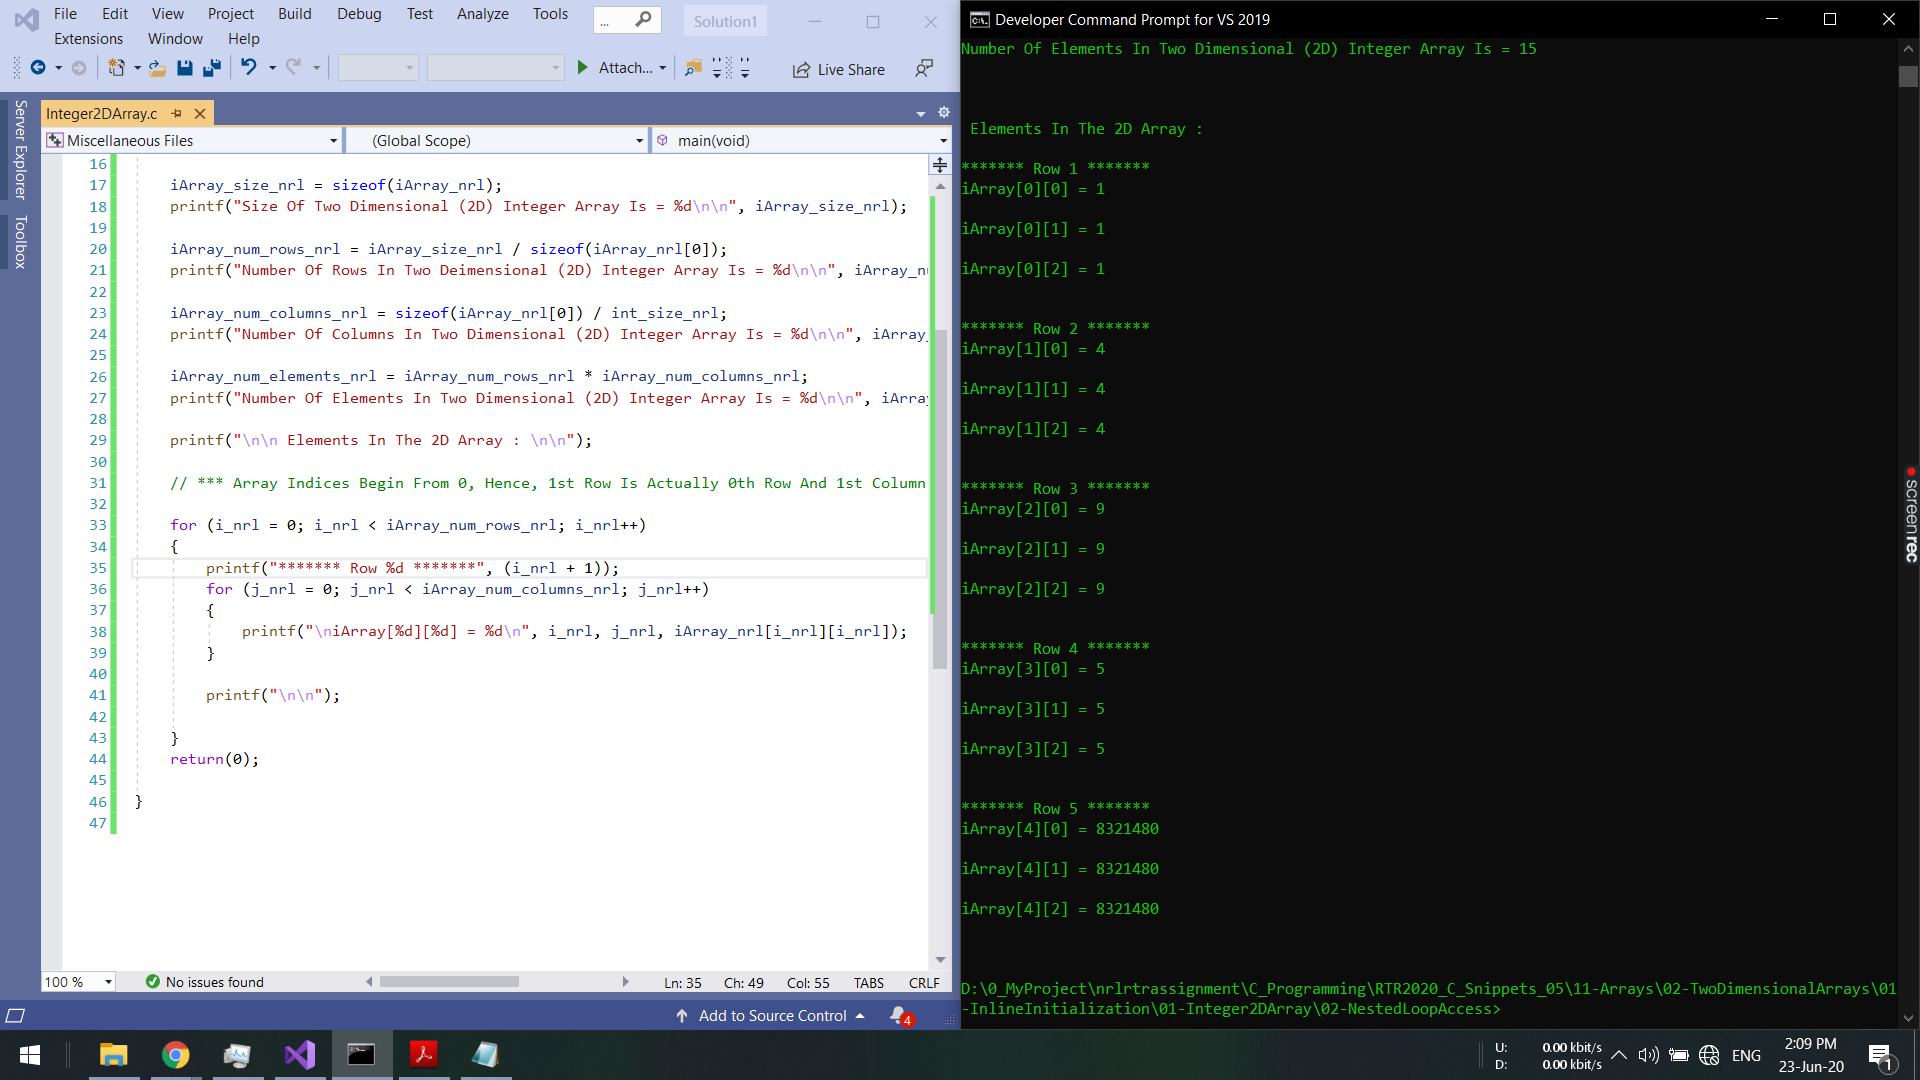 File Edit View Project Build Debug Test Analyze Tools ... Solution1
Extensions Window Help
Attach... Live Share
Server Explorer
Toolbox
Integer2DArray.c
Miscellaneous Files (Global Scope) main(void)
16
17 iArray_size_nrl = sizeof(iArray_nrl);
18 printf("Size Of Two Dimensional (2D) Integer Array Is = %d\n\n", iArray_size_nrl);
19
20 iArray_num_rows_nrl = iArray_size_nrl / sizeof(iArray_nrl[0]);
21 printf("Number Of Rows In Two Deimensional (2D) Integer Array Is = %d\n\n", iArray_nu
22
23 iArray_num_columns_nrl = sizeof(iArray_nrl[0]) / int_size_nrl;
24 printf("Number Of Columns In Two Dimensional (2D) Integer Array Is = %d\n\n", iArray_
25
26 iArray_num_elements_nrl = iArray_num_rows_nrl * iArray_num_columns_nrl;
27 printf("Number Of Elements In Two Dimensional (2D) Integer Array Is = %d\n\n", iArra
28
29 printf("\n\n Elements In The 2D Array : \n\n");
30
31 // *** Array Indices Begin From 0, Hence, 1st Row Is Actually 0th Row And 1st Column
32
33 for (i_nrl = 0; i_nrl < iArray_num_rows_nrl; i_nrl++)
34 {
35 printf("******* Row %d *******", (i_nrl + 1));
36 for (j_nrl = 0; j_nrl < iArray_num_columns_nrl; j_nrl++)
37 {
38 printf("\niArray[%d][%d] = %d\n", i_nrl, j_nrl, iArray_nrl[i_nrl][i_nrl]);
39 }
40
41 printf("\n\n");
42
43 }
44 return(0);
45
46 }
47
100 % No issues found Ln: 35 Ch: 49 Col: 55 TABS CRLF
Add to Source Control 4
Developer Command Prompt for VS 2019
Number Of Elements In Two Dimensional (2D) Integer Array Is = 15
Elements In The 2D Array :
******* Row 1 *******
iArray[0][0] = 1
iArray[0][1] = 1
iArray[0][2] = 1
******* Row 2 *******
iArray[1][0] = 4
iArray[1][1] = 4
iArray[1][2] = 4
******* Row 3 *******
iArray[2][0] = 9
iArray[2][1] = 9
iArray[2][2] = 9
******* Row 4 *******
iArray[3][0] = 5
iArray[3][1] = 5
iArray[3][2] = 5
******* Row 5 *******
iArray[4][0] = 8321480
iArray[4][1] = 8321480
iArray[4][2] = 8321480
D:\0_MyProject\nrlrtrassignment\C_Programming\RTR2020_C_Snippets_05\11-Arrays\02-TwoDimensionalArrays\01
-InlineInitialization\01-Integer2DArray\02-NestedLoopAccess>
screenrec
U: 0.00 kbit/s
D: 0.00 kbit/s
ENG
2:09 PM
23-Jun-20
1